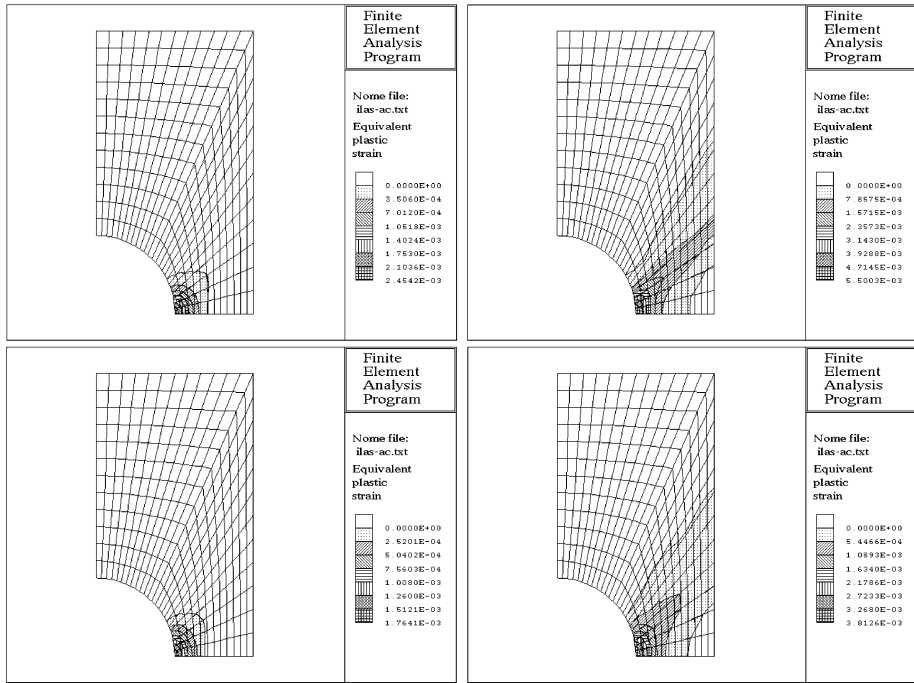 Finite
Element
Analysis
Program
Nome file:
ilas-ac.txt
Equivalent
plastic
strain
0.0000E+00
3.5060E-04
7.0120E-04
1.0518E-03
1.4024E-03
1.7530E-03
2.1036E-03
2.4542E-03
Finite
Element
Analysis
Program
Nome file:
ilas-ac.txt
Equivalent
plastic
strain
0.0000E+00
7.8575E-04
1.5715E-03
2.3573E-03
3.1430E-03
3.9288E-03
4.7145E-03
5.5003E-03
Finite
Element
Analysis
Program
Nome file:
ilas-ac.txt
Equivalent
plastic
strain
0.0000E+00
2.5201E-04
5.0402E-04
7.5603E-04
1.0080E-03
1.2600E-03
1.5121E-03
1.7641E-03
Finite
Element
Analysis
Program
Nome file:
ilas-ac.txt
Equivalent
plastic
strain
0.0000E+00
5.4466E-04
1.0893E-03
1.6340E-03
2.1786E-03
2.7233E-03
3.2680E-03
3.8126E-03